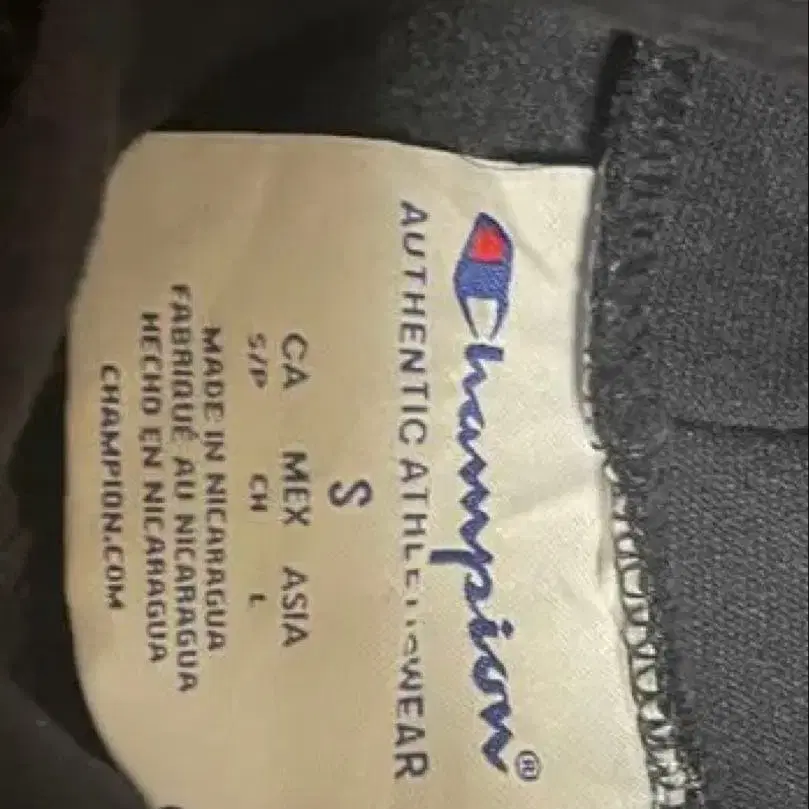 Champion®
AUTHENTIC ATHLETICWEAR
S
CA MEX ASIA
S/P CH L
MADE IN NICARAGUA
FABRIQUÉ AU NICARAGUA
HECHO EN NICARAGUA
CHAMPION.COM